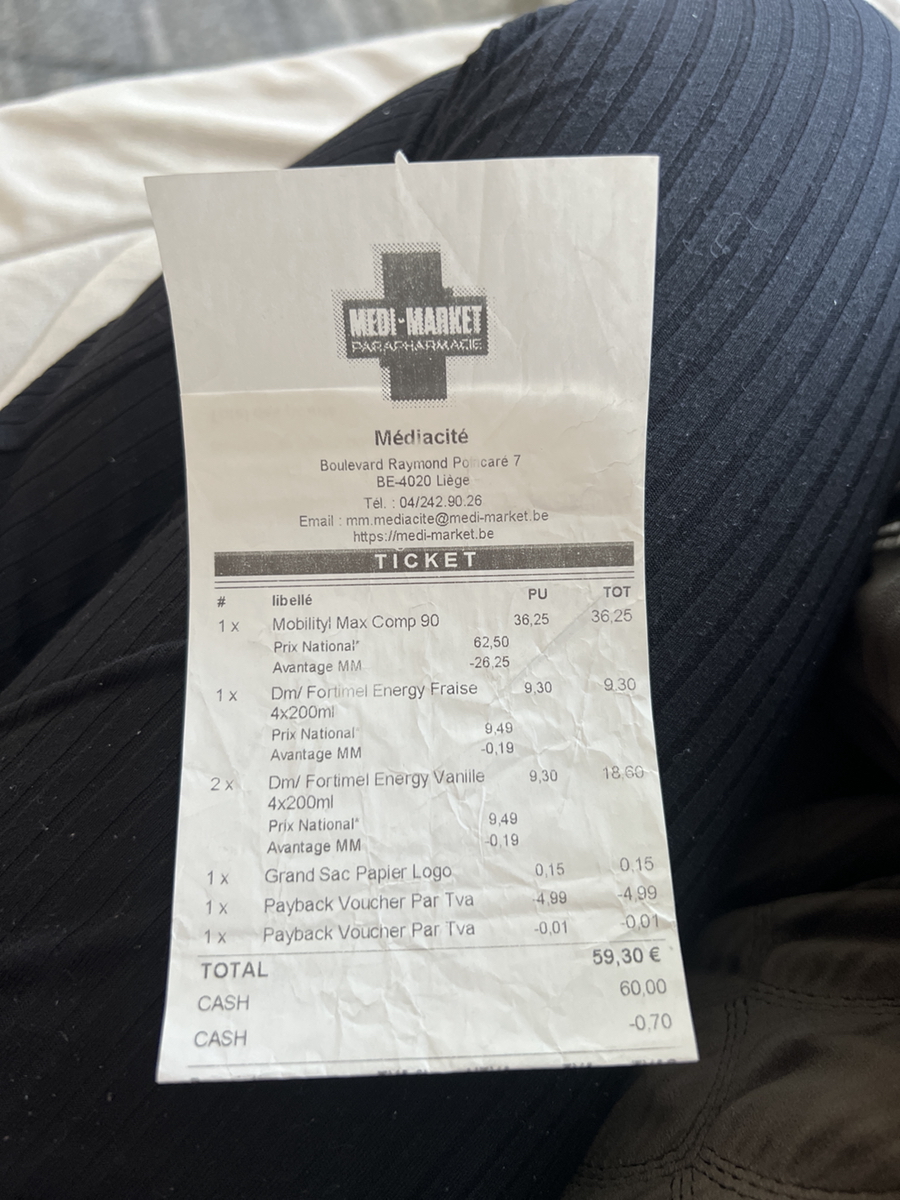 MEDI-MARKET
PARAPHARMACIE
Médiacité
Boulevard Raymond Poincaré 7
BE-4020 Liège
Tél. : 04/242.90.26
Email : mm.mediacite@medi-market.be
https://medi-market.be
TICKET
# libellé PU TOT
1 x Mobilityl Max Comp 90 36,25 36,25
Prix National* 62,50
Avantage MM -26,25
1 x Dm/ Fortimel Energy Fraise 9,30 9,30
4x200ml
Prix National* 9,49
Avantage MM -0,19
2 x Dm/ Fortimel Energy Vanille 9,30 18,60
4x200ml
Prix National* 9,49
Avantage MM -0,19
1 x Grand Sac Papier Logo 0,15 0,15
1 x Payback Voucher Par Tva -4,99 -4,99
1 x Payback Voucher Par Tva -0,01 -0,01
TOTAL 59,30 €
CASH 60,00
CASH -0,70